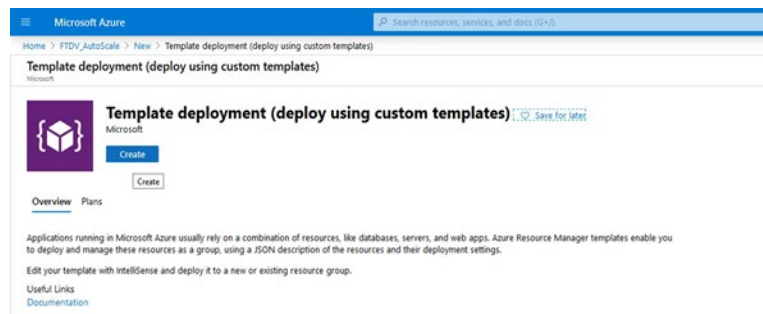 Microsoft Azure
Search resources, services, and docs (G+/)
Home > FTDV_AutoScale > New > Template deployment (deploy using custom templates)
Template deployment (deploy using custom templates)
Microsoft
Template deployment (deploy using custom templates)
Save for later
Microsoft
Create
Create
Overview Plans
Applications running in Microsoft Azure usually rely on a combination of resources, like databases, servers, and web apps. Azure Resource Manager templates enable you
to deploy and manage these resources as a group, using a JSON description of the resources and their deployment settings.
Edit your template with IntelliSense and deploy it to a new or existing resource group.
Useful Links
Documentation